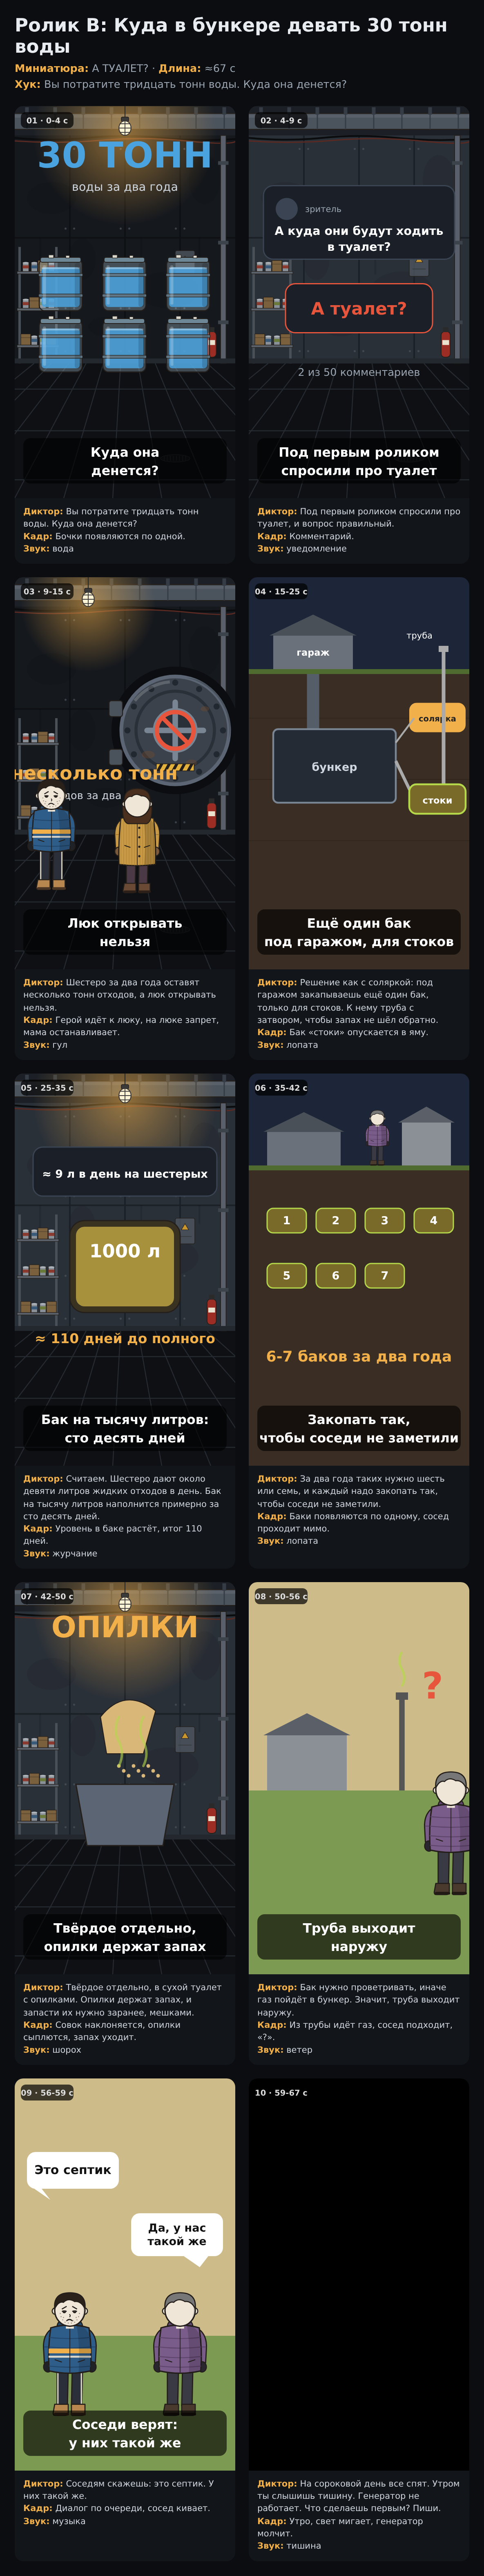 Ролик B: Куда в бункере девать 30 тонн
воды
Миниатюра: А ТУАЛЕТ? · Длина: ≈67 с
Хук: Вы потратите тридцать тонн воды. Куда она денется?
01 · 0-4 с
30 ТОНН
воды за два года
Куда она
денется?
Диктор: Вы потратите тридцать тонн
воды. Куда она денется?
Кадр: Бочки появляются по одной.
Звук: вода
02 · 4-9 с
зритель
А куда они будут ходить
в туалет?
А туалет?
2 из 50 комментариев
Под первым роликом
спросили про туалет
Диктор: Под первым роликом спросили про
туалет, и вопрос правильный.
Кадр: Комментарий.
Звук: уведомление
03 · 9-15 с
несколько тонн
дов за два
Люк открывать
нельзя
Диктор: Шестеро за два года оставят
несколько тонн отходов, а люк открывать
нельзя.
Кадр: Герой идёт к люку, на люке запрет,
мама останавливает.
Звук: гул
04 · 15-25 с
труба
гараж
солярка
бункер
стоки
Ещё один бак
под гаражом, для стоков
Диктор: Решение как с соляркой: под
гаражом закапываешь ещё один бак,
только для стоков. К нему труба с
затвором, чтобы запах не шёл обратно.
Кадр: Бак «стоки» опускается в яму.
Звук: лопата
05 · 25-35 с
≈ 9 л в день на шестерых
1000 л
≈ 110 дней до полного
Бак на тысячу литров:
сто десять дней
Диктор: Считаем. Шестеро дают около
девяти литров жидких отходов в день. Бак
на тысячу литров наполнится примерно за
сто десять дней.
Кадр: Уровень в баке растёт, итог 110
дней.
Звук: журчание
06 · 35-42 с
1 2 3 4
5 6 7
6-7 баков за два года
Закопать так,
чтобы соседи не заметили
Диктор: За два года таких нужно шесть
или семь, и каждый надо закопать так,
чтобы соседи не заметили.
Кадр: Баки появляются по одному, сосед
проходит мимо.
Звук: лопата
07 · 42-50 с
ОПИЛКИ
Твёрдое отдельно,
опилки держат запах
Диктор: Твёрдое отдельно, в сухой туалет
с опилками. Опилки держат запах, и
запасти их нужно заранее, мешками.
Кадр: Совок наклоняется, опилки
сыплются, запах уходит.
Звук: шорох
08 · 50-56 с
?
Труба выходит
наружу
Диктор: Бак нужно проветривать, иначе
газ пойдёт в бункер. Значит, труба выходит
наружу.
Кадр: Из трубы идёт газ, сосед подходит,
«?».
Звук: ветер
09 · 56-59 с
Это септик
Да, у нас
такой же
Соседи верят:
у них такой же
Диктор: Соседям скажешь: это септик. У
них такой же.
Кадр: Диалог по очереди, сосед кивает.
Звук: музыка
10 · 59-67 с
Диктор: На сороковой день все спят. Утром
ты слышишь тишину. Генератор не
работает. Что сделаешь первым? Пиши.
Кадр: Утро, свет мигает, генератор
молчит.
Звук: тишина